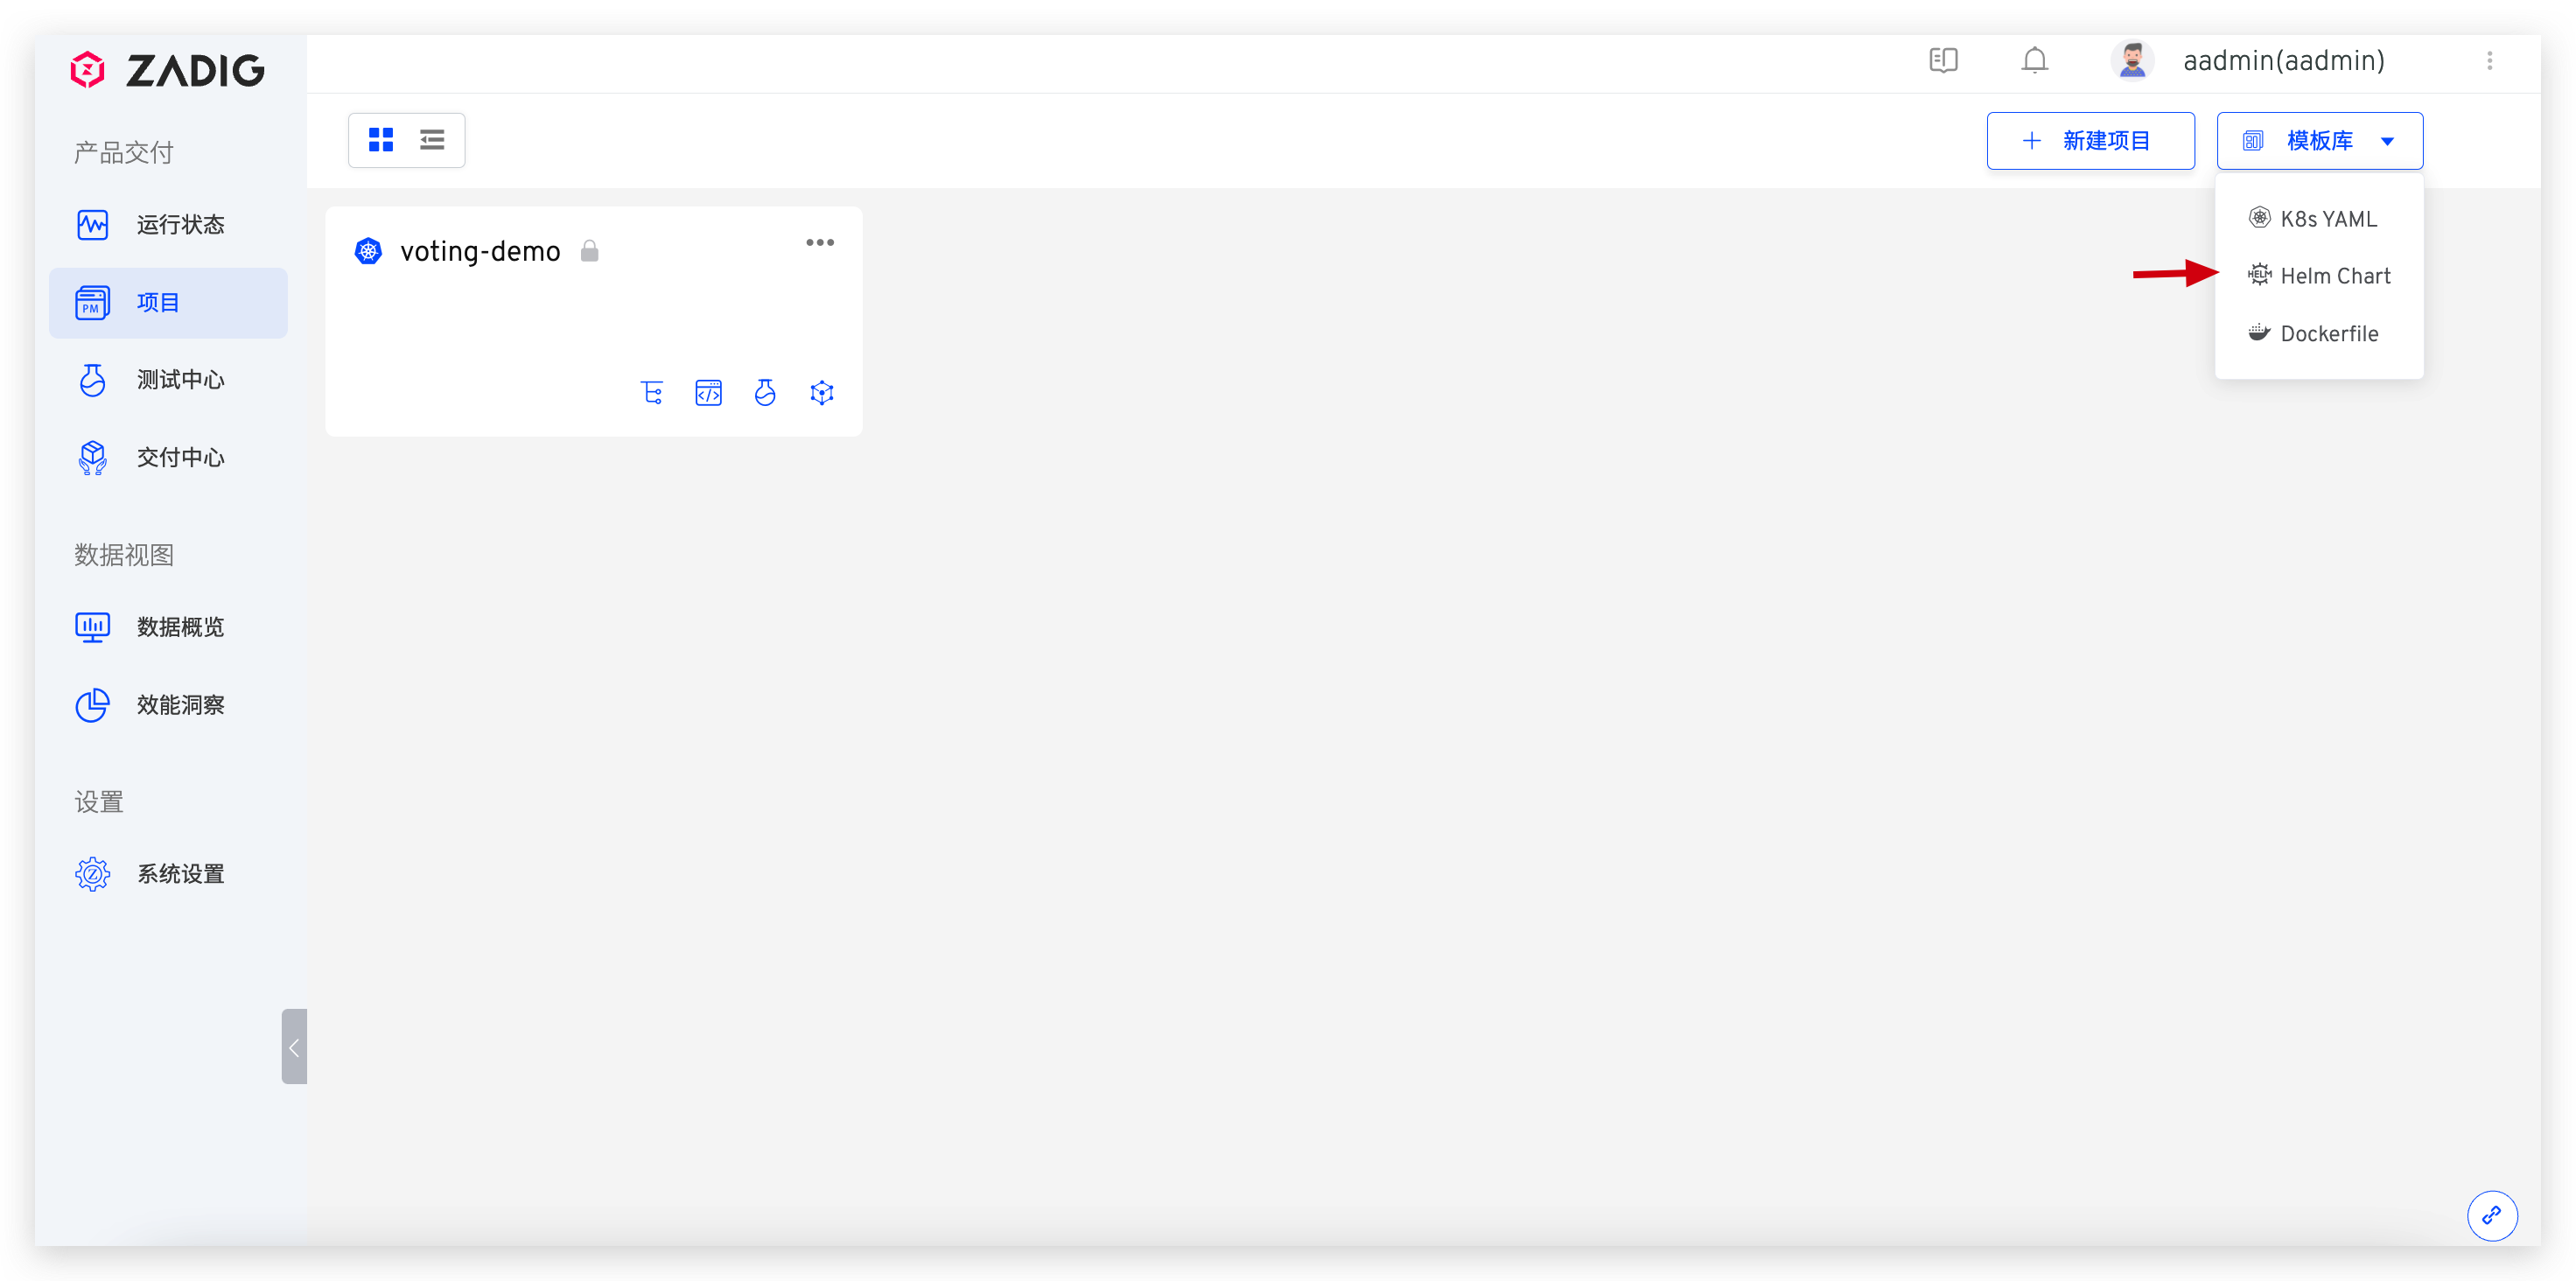 ZADIG
aadmin(aadmin)
产品交付
运行状态
项目
测试中心
交付中心
数据视图
数据概览
效能洞察
设置
系统设置
PM
新建项目
模板库
K8s YAML
HELM
Helm Chart
Dockerfile
voting-demo